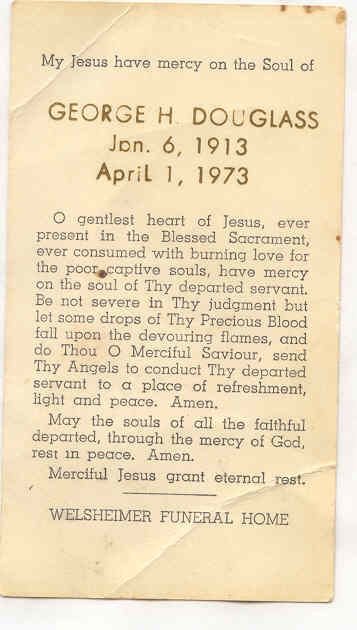 My Jesus have mercy on the Soul of
GEORGE H. DOUGLASS
Jan. 6, 1913
April 1, 1973
O gentlest heart of Jesus, ever
present in the Blessed Sacrament,
ever consumed with burning love for
the poor captive souls, have mercy
on the soul of Thy departed servant.
Be not severe in Thy judgment but
let some drops of Thy Precious Blood
fall upon the devouring flames, and
do Thou O Merciful Saviour, send
Thy Angels to conduct Thy departed
servant to a place of refreshment,
light and peace. Amen.
May the souls of all the faithful
departed, through the mercy of God,
rest in peace. Amen.
Merciful Jesus grant eternal rest.
WELSHEIMER FUNERAL HOME